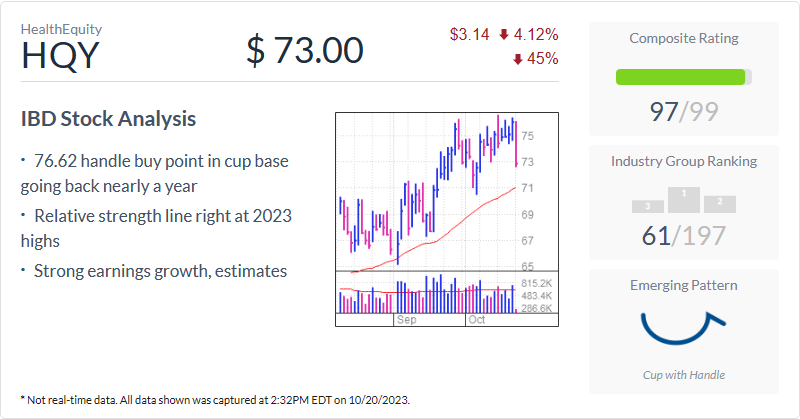 HealthEquity
HQY
$ 73.00
$3.14 4.12%
45%
IBD Stock Analysis
• 76.62 handle buy point in cup base
going back nearly a year
• Relative strength line right at 2023
highs
• Strong earnings growth, estimates
75
73
71
69
67
65
815.2K
483.4K
286.6K
Sep Oct
Composite Rating
97/99
Industry Group Ranking
3 1 2
61/197
Emerging Pattern
Cup with Handle
* Not real-time data. All data shown was captured at 2:32PM EDT on 10/20/2023.